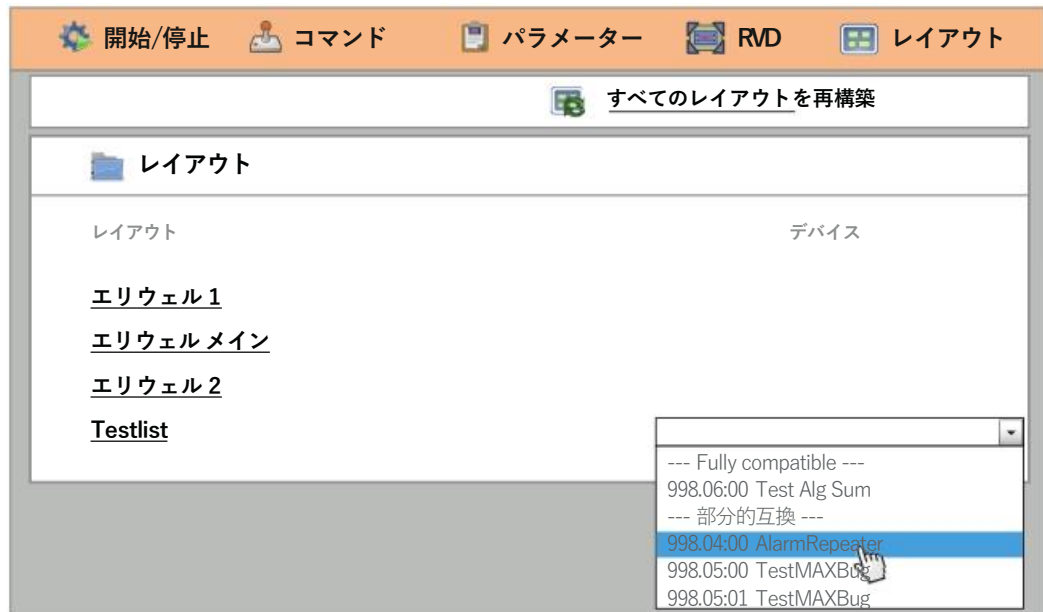 開始/停止 コマンド パラメーター RVD レイアウト
すべてのレイアウトを再構築
レイアウト
レイアウト デバイス
エリウェル 1
エリウェル メイン
エリウェル 2
Testlist
--- Fully compatible ---
998.06:00 Test Alg Sum
--- 部分的互換 ---
998.04:00 AlarmRepeater
998.05:00 TestMAXBug
998.05:01 TestMAXBug